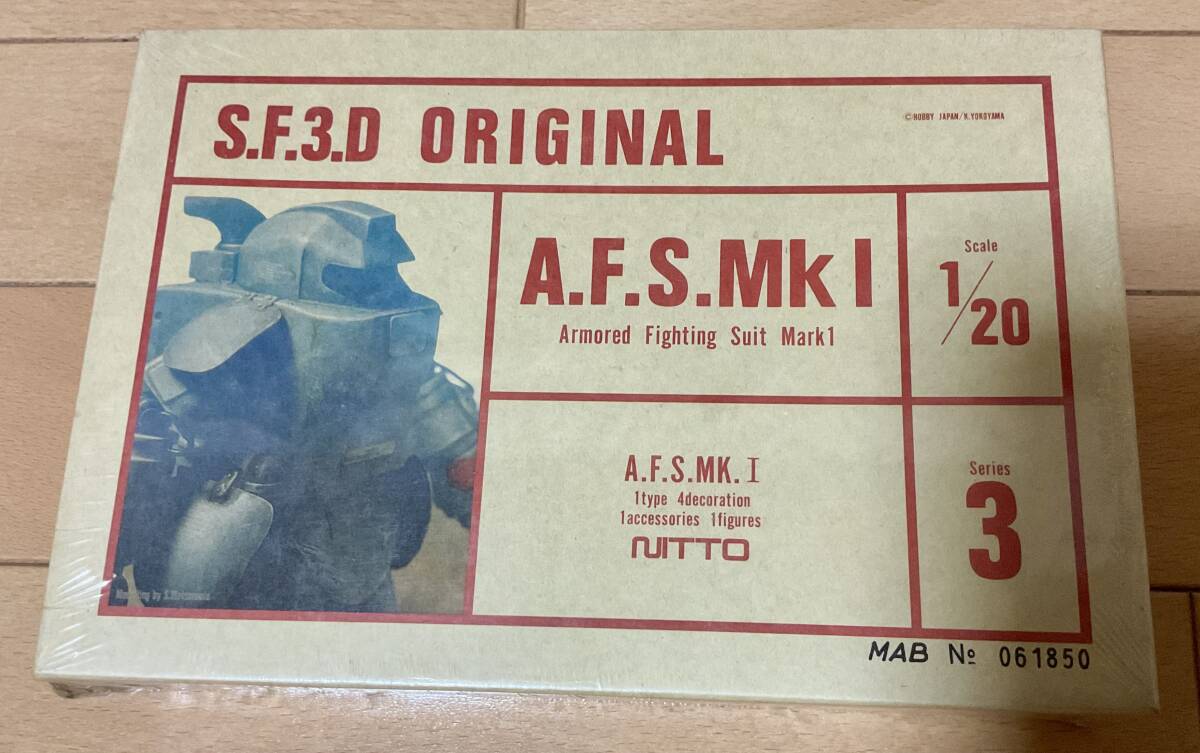 S.F.3.D ORIGINAL
©HOBBY JAPAN/K.YOKOYAMA
A.F.S.Mk I
Armored Fighting Suit Mark1
Scale
1/20
A.F.S.MK.I
1type 4decoration
1accessories 1figures
NITTO
Series
3
by S.
MAB № 061850